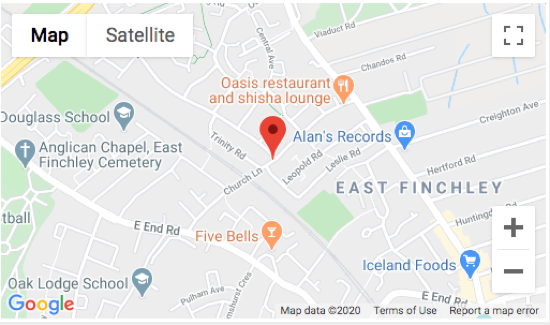 Map
Satellite
Viaduct Rd
Central Ave
Chandos Rd
Oasis restaurant
and shisha lounge
Douglass School
Creighton Ave
Alan's Records
Trinity Rd
Anglican Chapel, East
Finchley Cemetery
Leopold Rd
Leslie Rd
Hertford Rd
Church Ln
EAST FINCHLEY
tball
E End Rd
Five Bells
Iceland Foods
Oak Lodge School
Pulham Ave
E End Rd
Google
Map data ©2020
Terms of Use
Report a map error